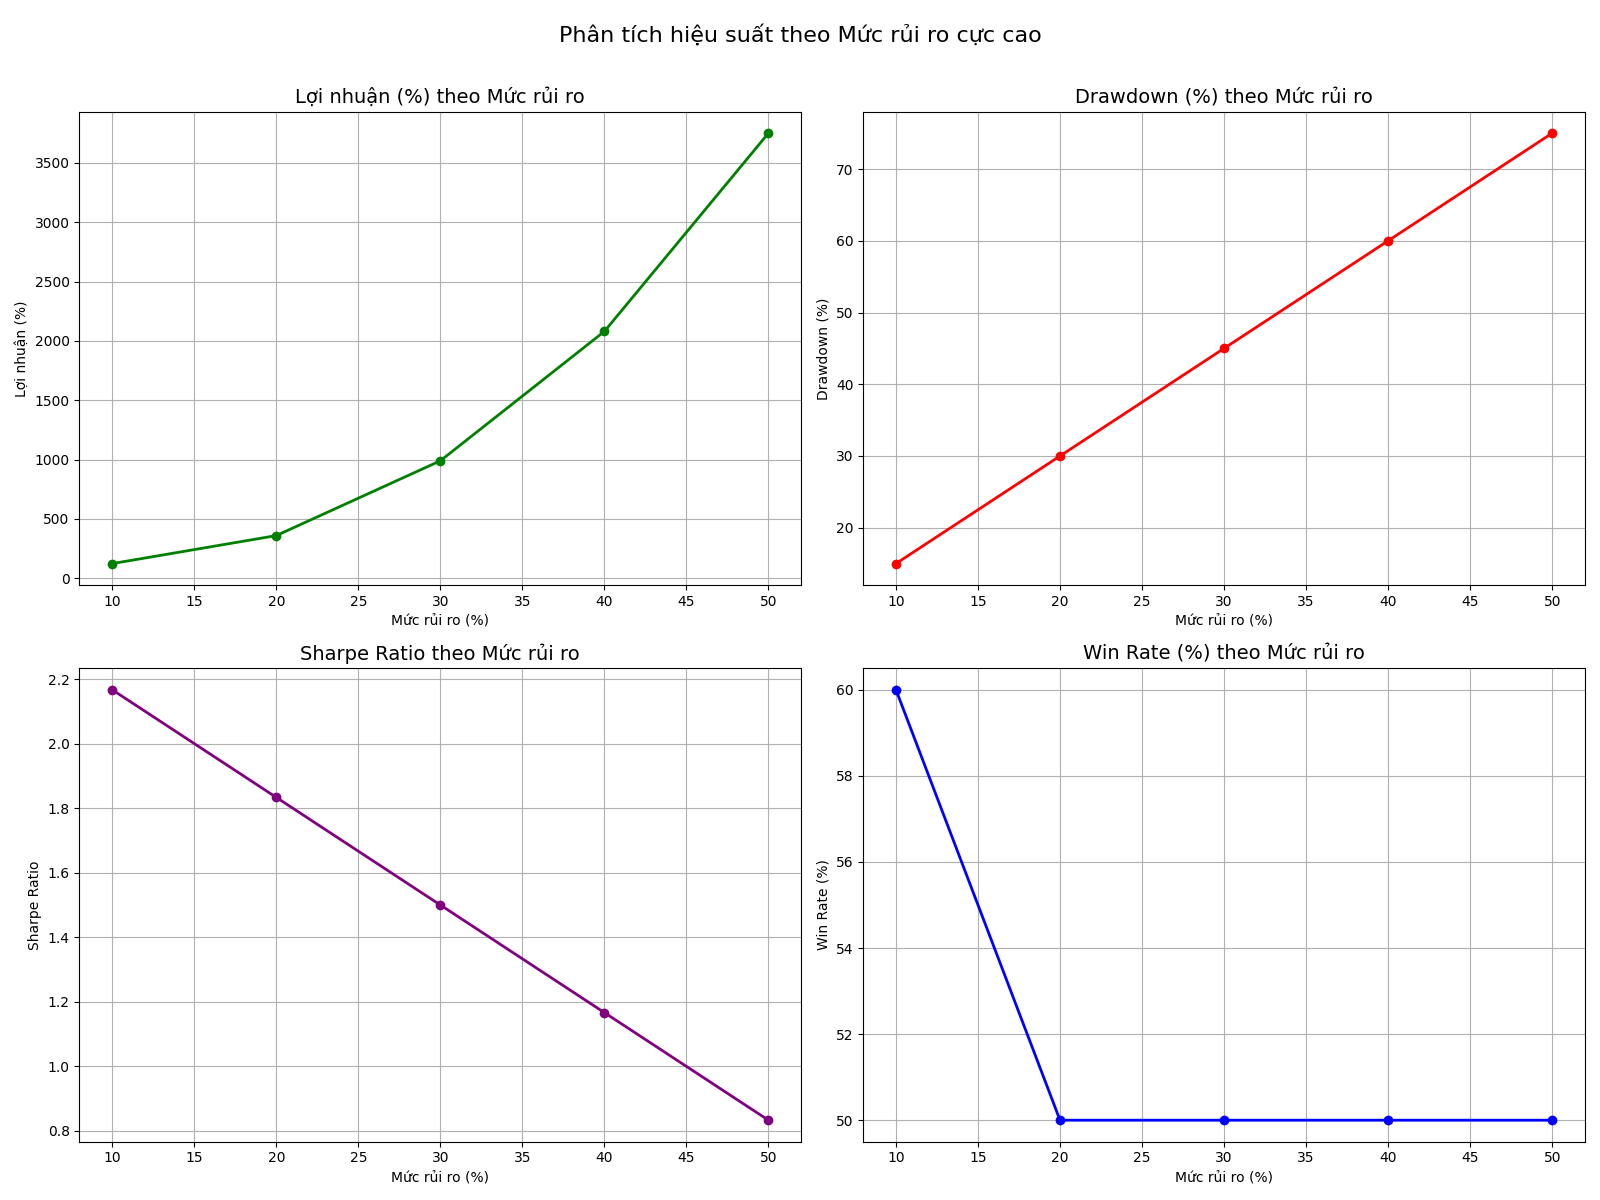 Phân tích hiệu suất theo Mức rủi ro cực cao
Lợi nhuận (%) theo Mức rủi ro
3500
3000
2500
2000
1500
1000
500
0
Lợi nhuận (%)
10 15 20 25 30 35 40 45 50
Mức rủi ro (%)
Drawdown (%) theo Mức rủi ro
70
60
50
40
30
20
Drawdown (%)
10 15 20 25 30 35 40 45 50
Mức rủi ro (%)
Sharpe Ratio theo Mức rủi ro
2.2
2.0
1.8
1.6
1.4
1.2
1.0
0.8
Sharpe Ratio
10 15 20 25 30 35 40 45 50
Mức rủi ro (%)
Win Rate (%) theo Mức rủi ro
60
58
56
54
52
50
Win Rate (%)
10 15 20 25 30 35 40 45 50
Mức rủi ro (%)